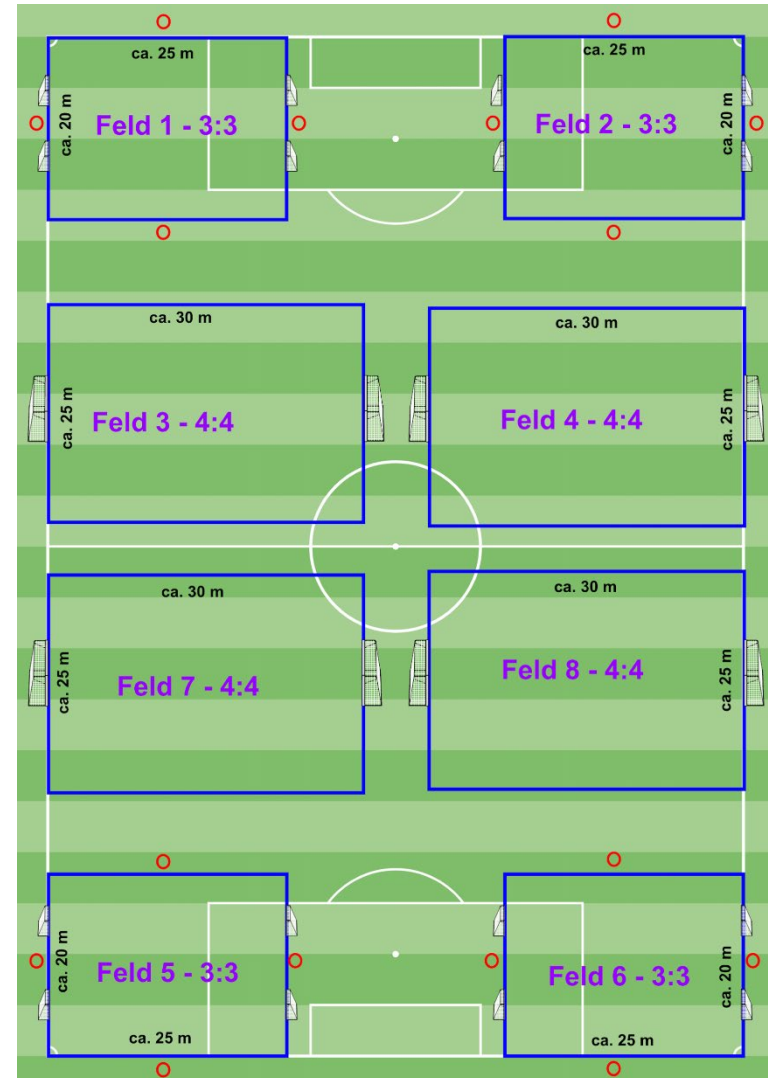 ca. 25 m
ca. 25 m
ca. 20 m
Feld 1 - 3:3
Feld 2 - 3:3
ca. 20 m
ca. 30 m
ca. 30 m
ca. 25 m
Feld 3 - 4:4
Feld 4 - 4:4
ca. 25 m
ca. 30 m
ca. 30 m
ca. 25 m
Feld 7 - 4:4
Feld 8 - 4:4
ca. 25 m
ca. 20 m
Feld 5 - 3:3
Feld 6 - 3:3
ca. 20 m
ca. 25 m
ca. 25 m